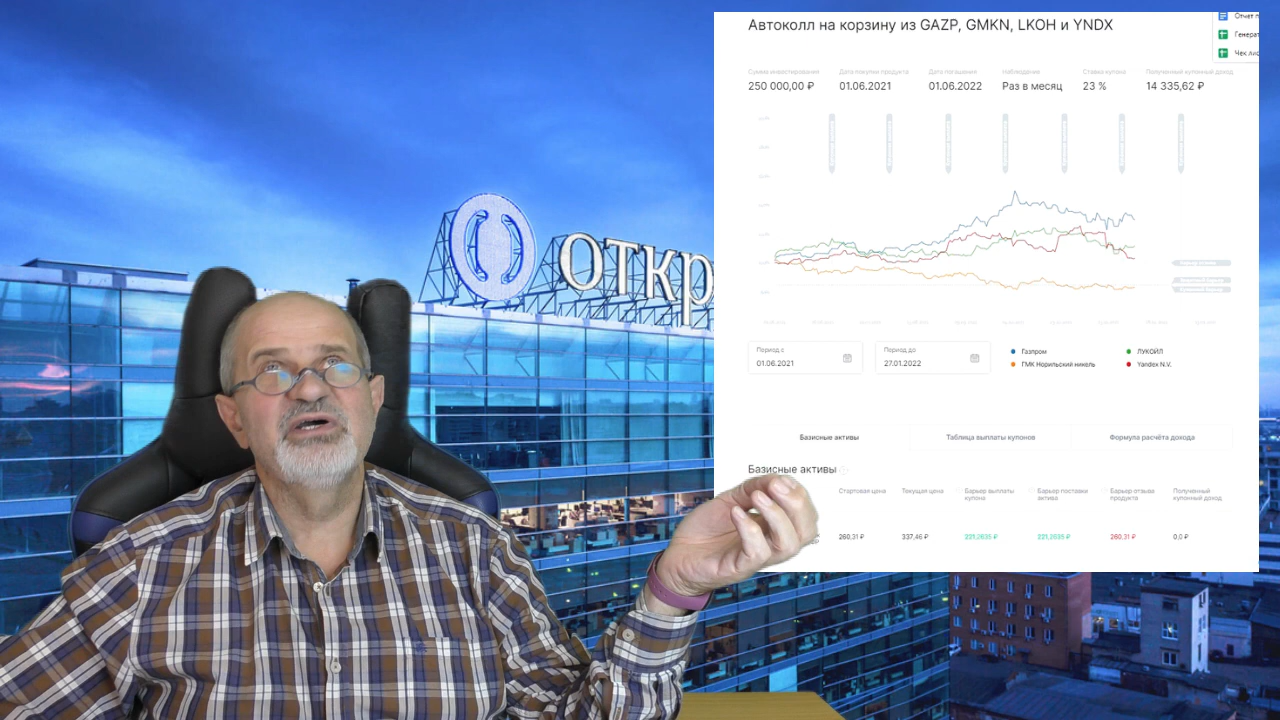 Автоколл на корзину из GAZP, GMKN, LKOH и YNDX
Сумма инвестирования
Дата покупки продукта
Дата погашения
Наблюдение
Ставка купона
Полученный купонный доход
250 000,00 ₽
01.06.2021
01.06.2022
Раз в месяц
23 %
14 335,62 ₽
ОТКР
Период с
01.06.2021
Период до
27.01.2022
Газпром
ЛУКОЙЛ
ГМК Норильский никель
Yandex N.V.
Базисные активы
Таблица выплаты купонов
Формула расчёта дохода
Базисные активы
Стартовая цена
Текущая цена
Барьер выплаты
купона
Барьер поставки
актива
Барьер отзыва
продукта
Полученный
купонный доход
260,31 ₽
337,46 ₽
221,2635 ₽
221,2635 ₽
260,31 ₽
0,0 ₽